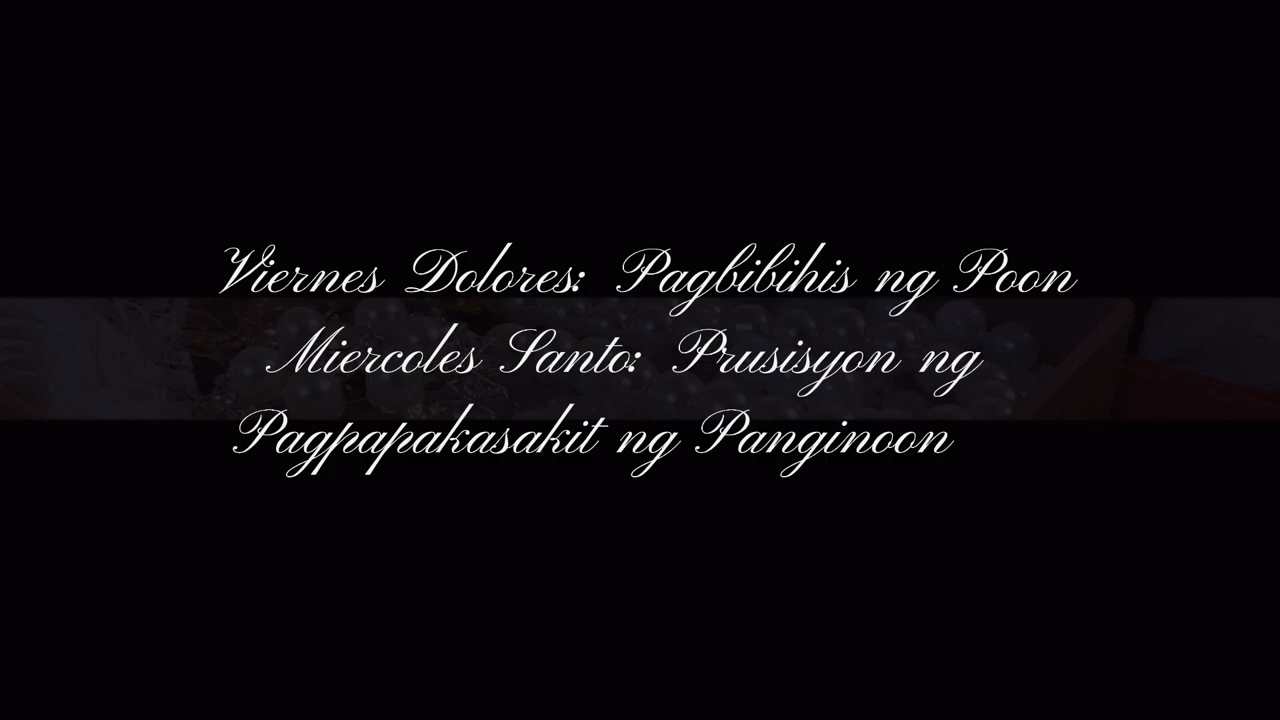 Viernes Dolores: Pagbibihis ng Poon
Miercoles Santo: Prusisyon ng
Pagpapakasakit ng Panginoon